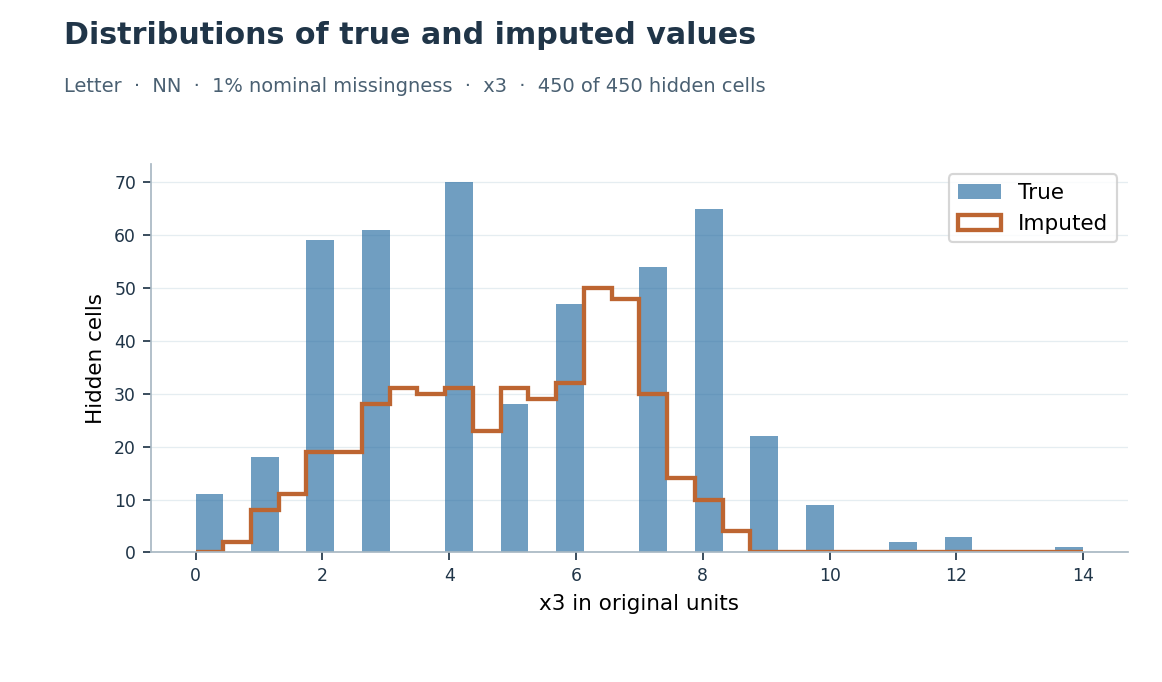 Distributions of true and imputed values
Letter · NN · 1% nominal missingness · x3 · 450 of 450 hidden cells
True
Imputed
Hidden cells
70
60
50
40
30
20
10
0
0 2 4 6 8 10 12 14
x3 in original units